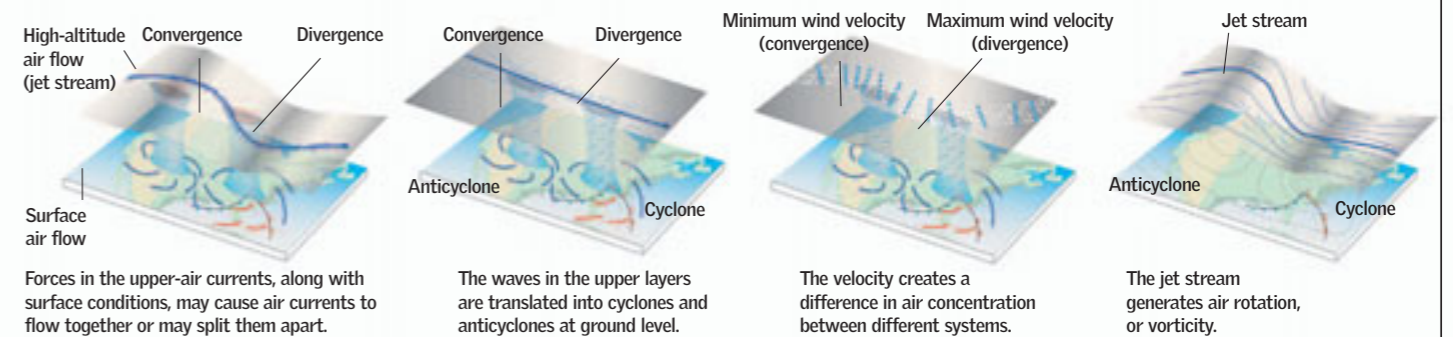 High-altitude
air flow
(jet stream)
Convergence
Divergence
Surface
air flow
Forces in the upper-air currents, along with
surface conditions, may cause air currents to
flow together or may split them apart.
Convergence
Divergence
Anticyclone
Cyclone
The waves in the upper layers
are translated into cyclones and
anticyclones at ground level.
Minimum wind velocity
(convergence)
Maximum wind velocity
(divergence)
The velocity creates a
difference in air concentration
between different systems.
Jet stream
Anticyclone
Cyclone
The jet stream
generates air rotation,
or vorticity.